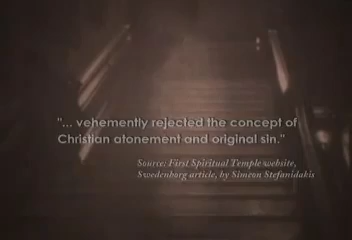 "... vehemently rejected the concept of
Christian atonement and original sin."
Source: First Spiritual Temple website,
Swedenborg article, by Simeon Stefanidakis